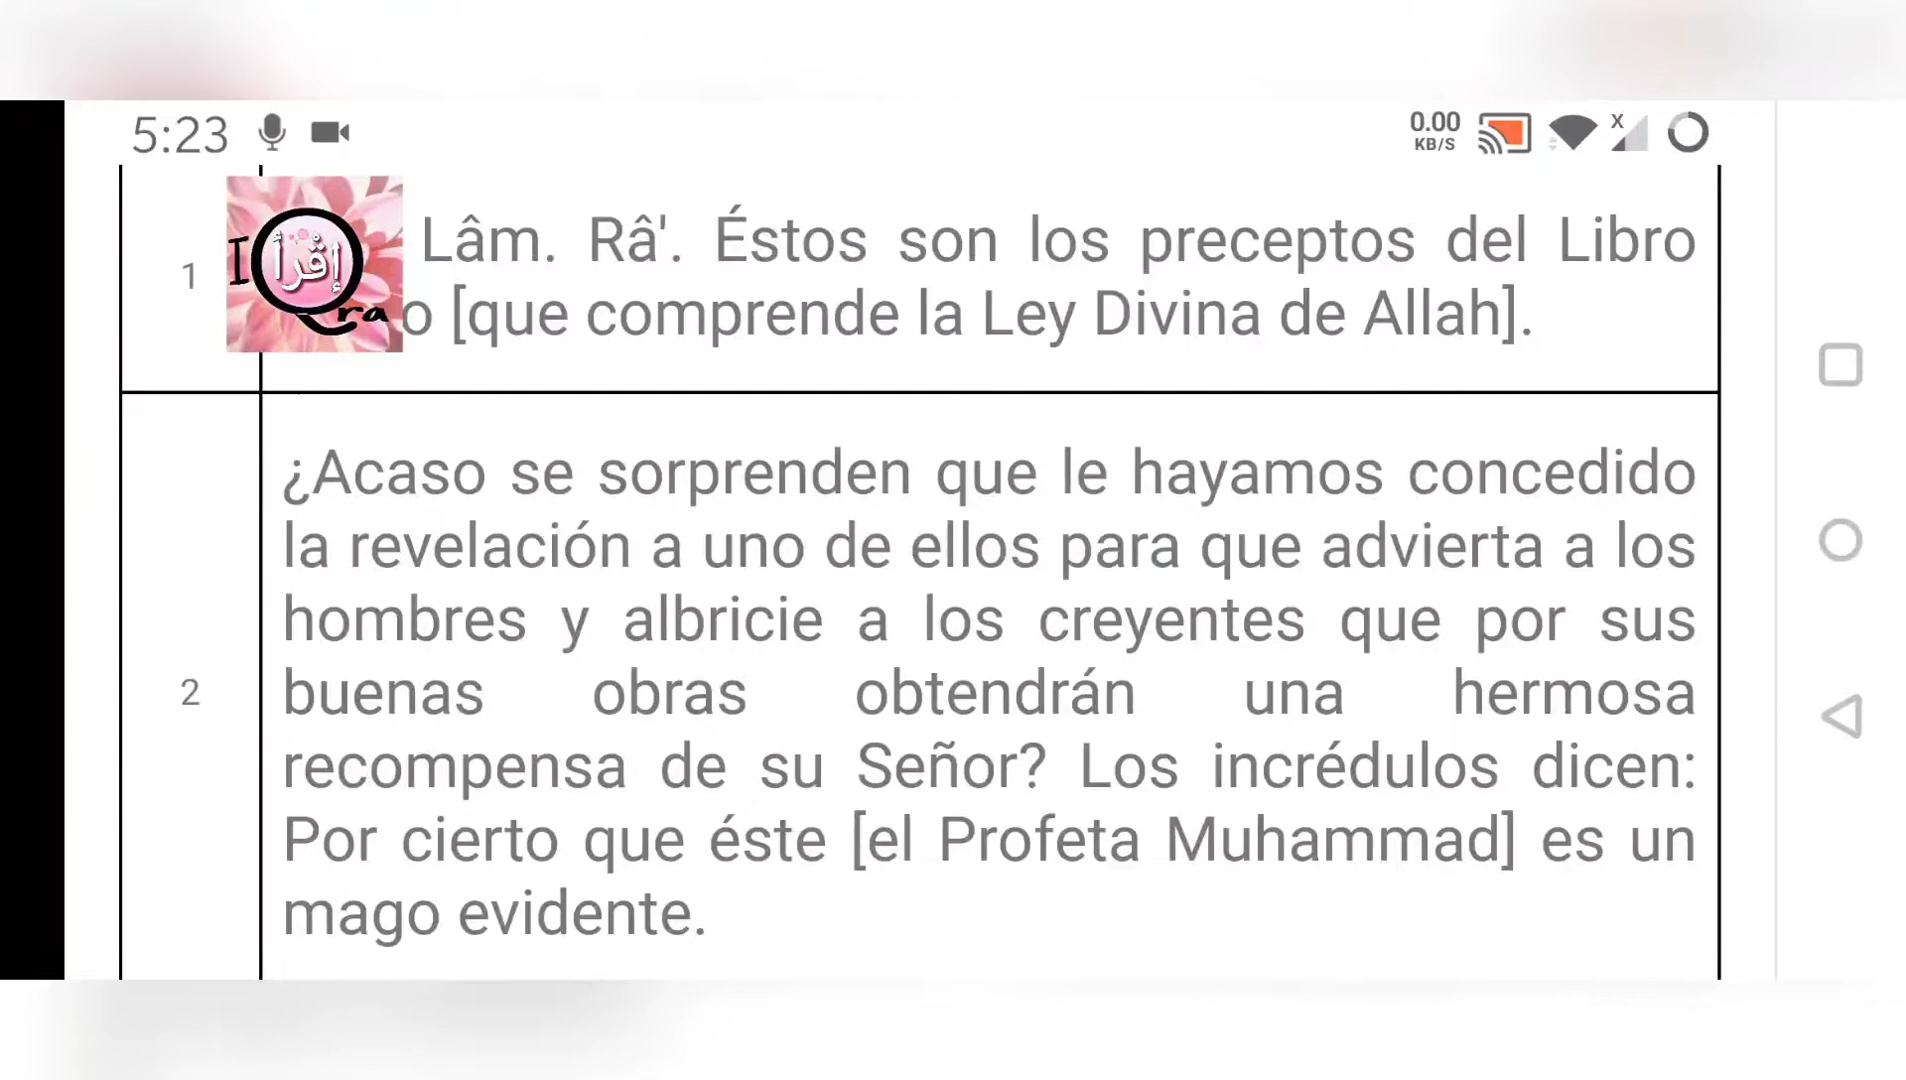 5:23
0.00
KB/S
X
1
Lâm. Râ'. Éstos son los preceptos del Libro
o [que comprende la Ley Divina de Allah].
I إقرأ
ra
2
¿Acaso se sorprenden que le hayamos concedido
la revelación a uno de ellos para que advierta a los
hombres y albricie a los creyentes que por sus
buenas obras obtendrán una hermosa
recompensa de su Señor? Los incrédulos dicen:
Por cierto que éste [el Profeta Muhammad] es un
mago evidente.